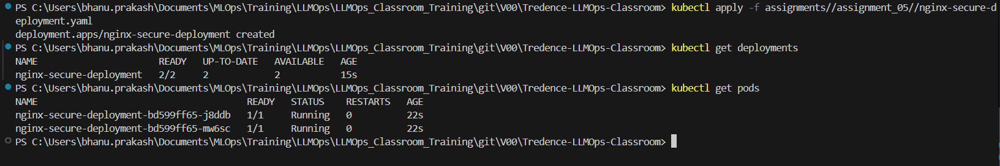 PS C:\Users\bhanu.prakash\Documents\MLOps\Training\LLMOps\LLMOps_Classroom_Training\git\V00\Tredence-LLMOps-Classroom> kubectl apply -f assignments//assignment_05//nginx-secure-d
eployment.yaml
deployment.apps/nginx-secure-deployment created
PS C:\Users\bhanu.prakash\Documents\MLOps\Training\LLMOps\LLMOps_Classroom_Training\git\V00\Tredence-LLMOps-Classroom> kubectl get deployments
NAME                      READY   UP-TO-DATE   AVAILABLE   AGE
nginx-secure-deployment   2/2     2            2           15s
PS C:\Users\bhanu.prakash\Documents\MLOps\Training\LLMOps\LLMOps_Classroom_Training\git\V00\Tredence-LLMOps-Classroom> kubectl get pods
NAME                                      READY   STATUS    RESTARTS   AGE
nginx-secure-deployment-bd599ff65-j8ddb   1/1     Running   0          22s
nginx-secure-deployment-bd599ff65-mw6sc   1/1     Running   0          22s
PS C:\Users\bhanu.prakash\Documents\MLOps\Training\LLMOps\LLMOps_Classroom_Training\git\V00\Tredence-LLMOps-Classroom>